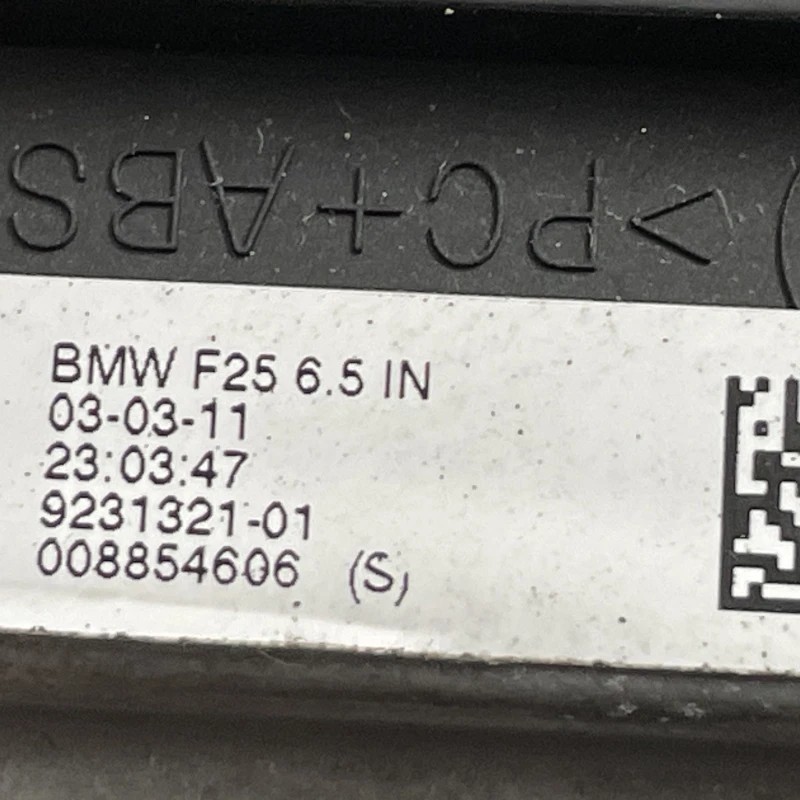 >PC+ABS
BMW F25 6.5 IN
03-03-11
23:03:47
9231321-01
008854606 (S)